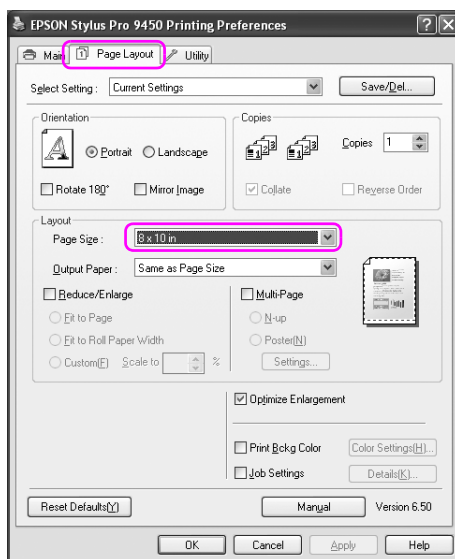 EPSON Stylus Pro 9450 Printing Preferences
Main Page Layout Utility
Select Setting : Current Settings Save/Del...
Orientation
Portrait Landscape
Rotate 180° Mirror Image
Copies
Copies 1
Collate Reverse Order
Layout
Page Size : 8 x 10 in
Output Paper : Same as Page Size
Reduce/Enlarge
Fit to Page
Fit to Roll Paper Width
Custom(F) Scale to %
Multi-Page
N-up
Poster(N)
Settings...
Optimize Enlargement
Print Bckg Color Color Settings(H)...
Job Settings Details(K)...
Reset Defaults(Y) Manual Version 6.50
OK Cancel Apply Help